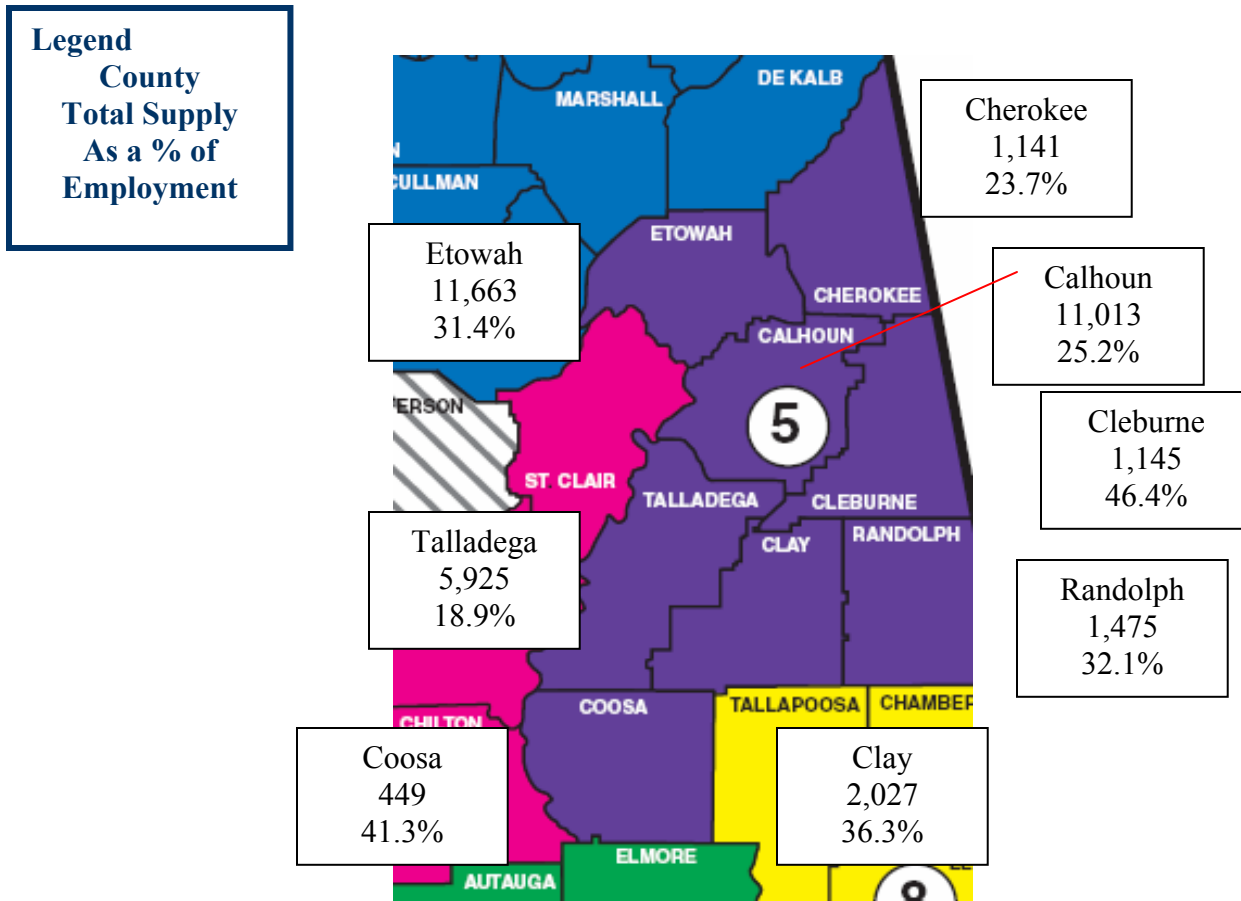 Legend
County
Total Supply
As a % of
Employment
DE KALB
MARSHALL
Cherokee
1,141
23.7%
N
CULLMAN
ETOWAH
Etowah
11,663
31.4%
Calhoun
11,013
25.2%
CHEROKEE
CALHOUN
ERSON
5
Cleburne
1,145
46.4%
ST. CLAIR
TALLADEGA
CLEBURNE
Talladega
5,925
18.9%
CLAY
RANDOLPH
Randolph
1,475
32.1%
COOSA
TALLAPOOSA
CHAMBER
CHILTON
Coosa
449
41.3%
Clay
2,027
36.3%
ELMORE
AUTAUGA
8